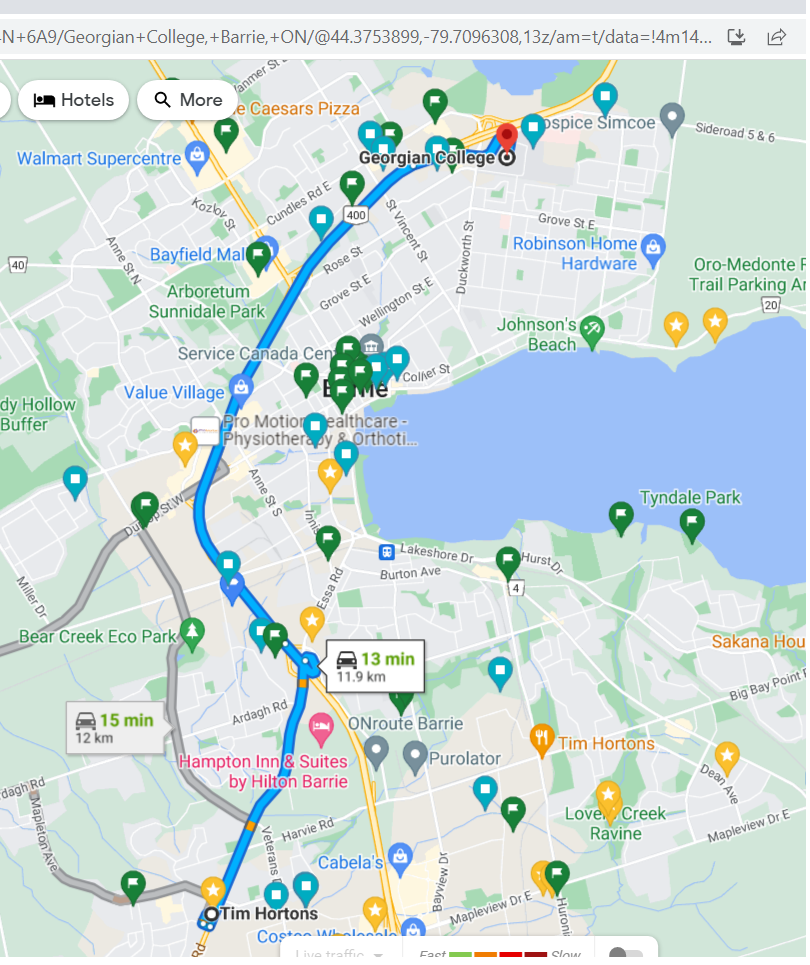 N+6A9/Georgian+College,+Barrie,+ON/@44.3753899,-79.7096308,13z/am=t/data=!4m14...
Hotels
More
Caesars Pizza
ospice Simcoe
Sideroad 5 & 6
Walmart Supercentre
Georgian College
Cundles Rd E
Kozlov St
400
St Vincent St
Grove St E
Duckworth St
Anne St N
Bayfield Mall
Robinson Home
Hardware
40
Rose St
Oro-Medonte R
Trail Parking Ar
Grove St E
20
Arboretum
Sunnidale Park
Wellington St E
Johnson's
Beach
Service Canada Cen
Collier St
Value Village
Barrie
dy Hollow
Buffer
Pro Motion Healthcare -
Physiotherapy & Orthoti...
Anne St S
Tyndale Park
Dunlop St W
Innis
Lakeshore Dr
Hurst Dr
Burton Ave
4
Miller Dr
Essa Rd
Bear Creek Eco Park
Sakana Hou
13 min
11.9 km
Big Bay Point R
15 min
12 km
Ardagh Rd
ONroute Barrie
Tim Hortons
Purolator
Hampton Inn & Suites
by Hilton Barrie
Dean Ave
dagh Rd
Mapleton Ave
Harvie Rd
Lovers Creek
Ravine
Mapleview Dr E
Veterans D
Cabela's
Bayview Dr
Tim Hortons
Mapleview Dr E
Huroni
Costco Wholesale
Rd
Live traffic
Fast
Slow